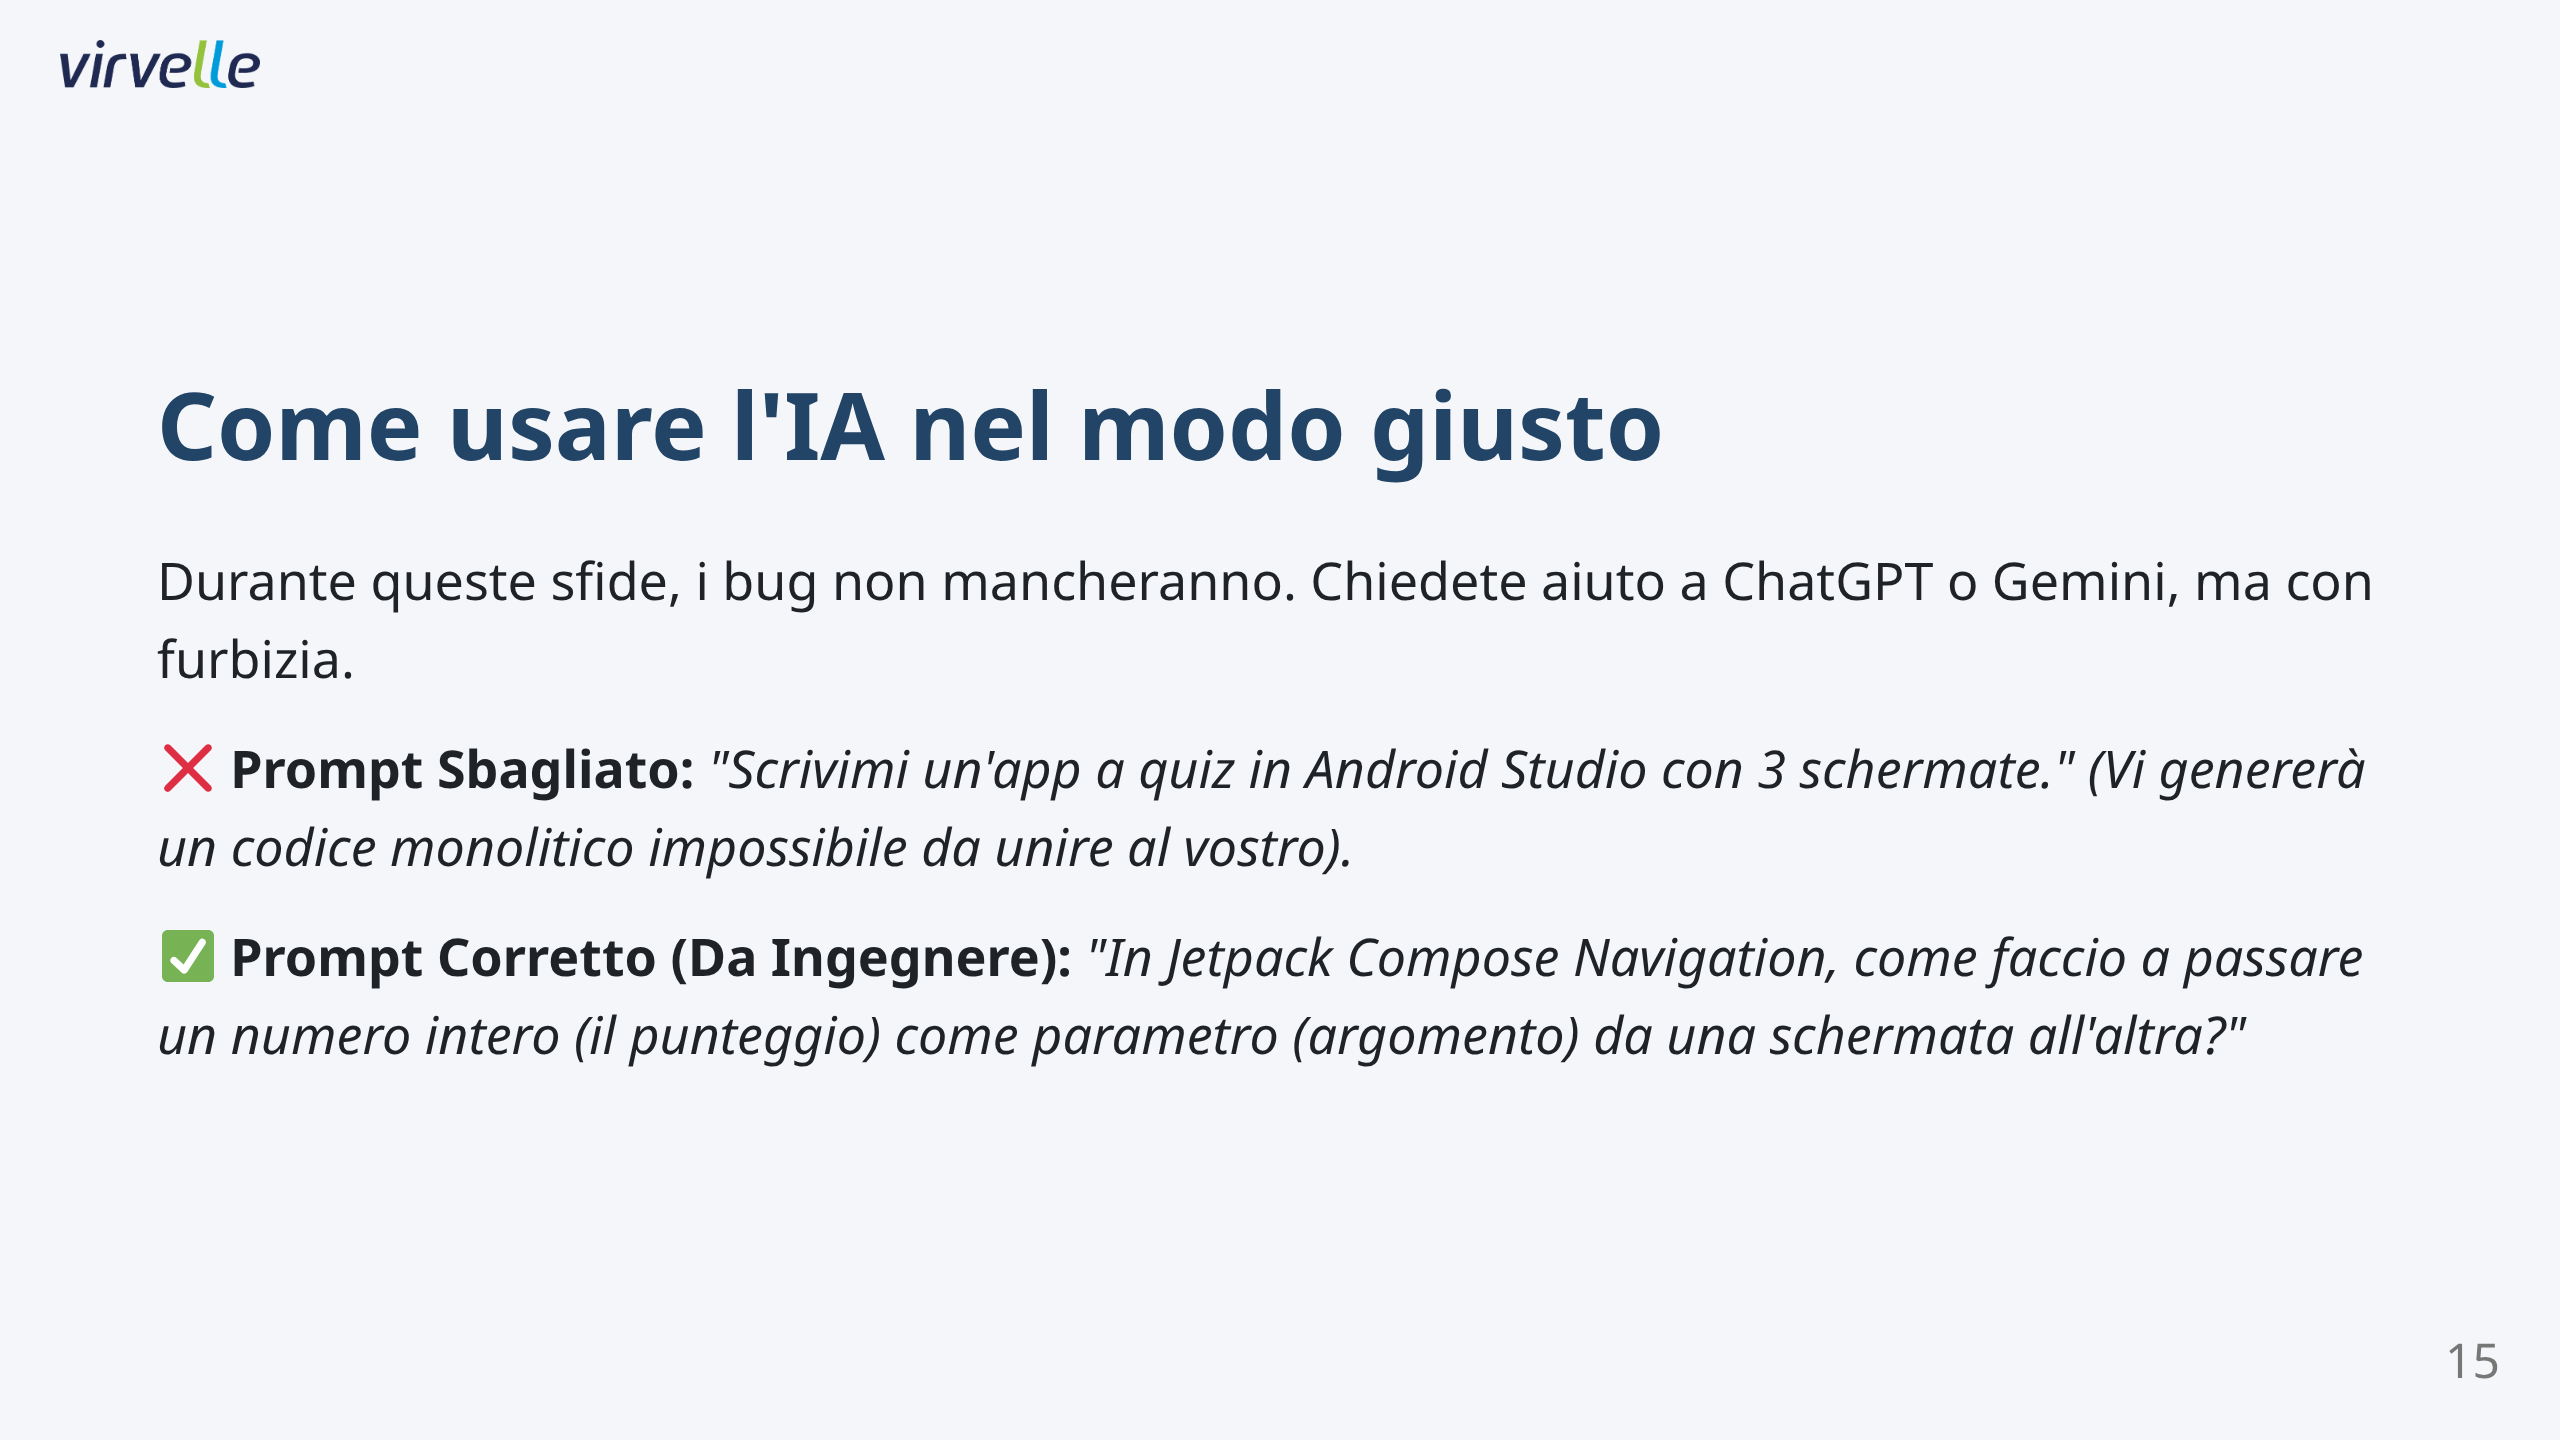 virvelle
Come usare l'IA nel modo giusto
Durante queste sfide, i bug non mancheranno. Chiedete aiuto a ChatGPT o Gemini, ma con
furbizia.
❌ Prompt Sbagliato: "Scrivimi un'app a quiz in Android Studio con 3 schermate." (Vi genererà
un codice monolitico impossibile da unire al vostro).
✅ Prompt Corretto (Da Ingegnere): "In Jetpack Compose Navigation, come faccio a passare
un numero intero (il punteggio) come parametro (argomento) da una schermata all'altra?"
15